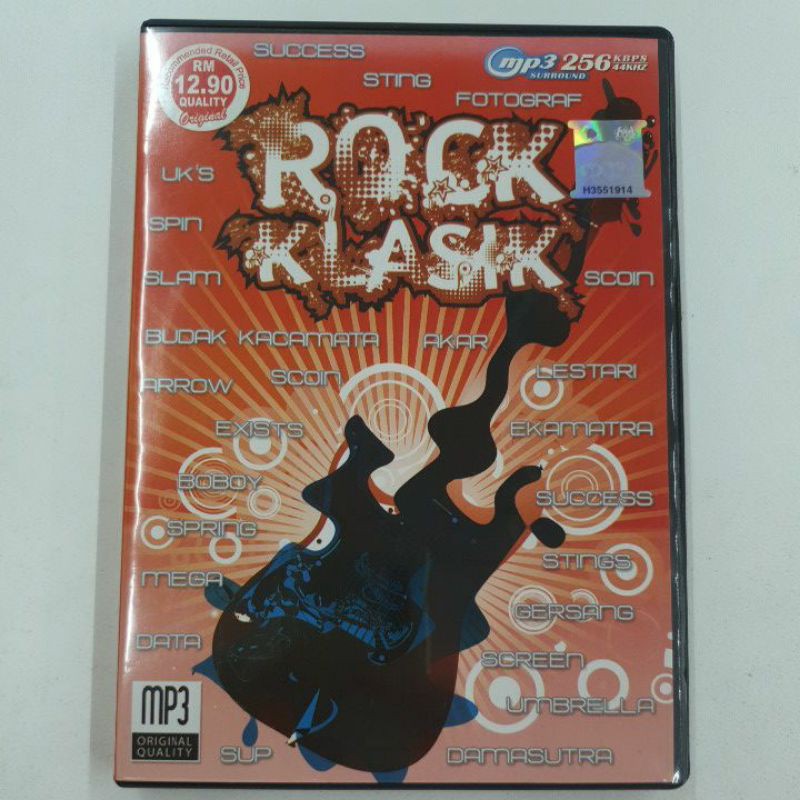 SUCCESS
Recommended Retail Price
RM
12.90
QUALITY
Original
mp3 256 KBPS
44KHZ
SURROUND
STING
FOTOGRAF
ROCK
KLASIK
H3551914
UK'S
SPIN
SLAM
SCOIN
BUDAK KACAMATA
AKAR
ARROW
SCOIN
LESTARI
EXISTS
EKAMATRA
BOBOY
SUCCESS
SPRING
STINGS
MEGA
GERSANG
DATA
SCREEN
MP3
ORIGINAL
QUALITY
UMBRELLA
SUP
DAMASUTRA